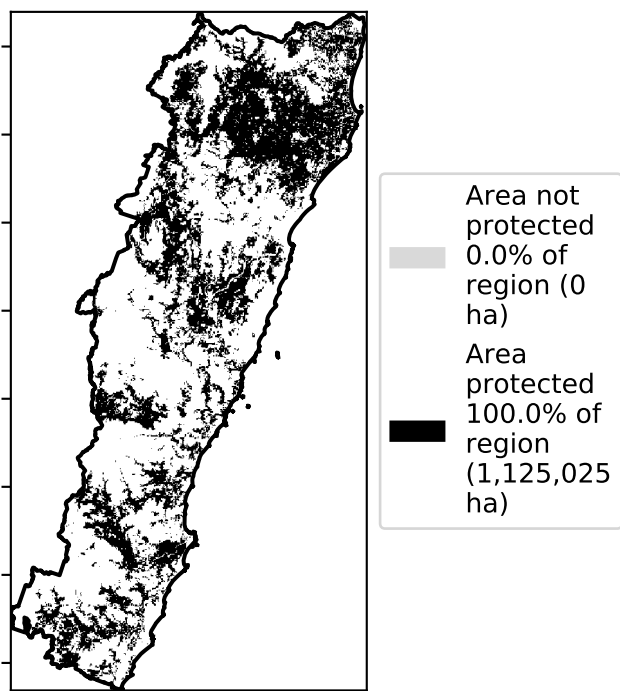 Area not
protected
0.0% of
region (0
ha)
Area
protected
100.0% of
region
(1,125,025
ha)